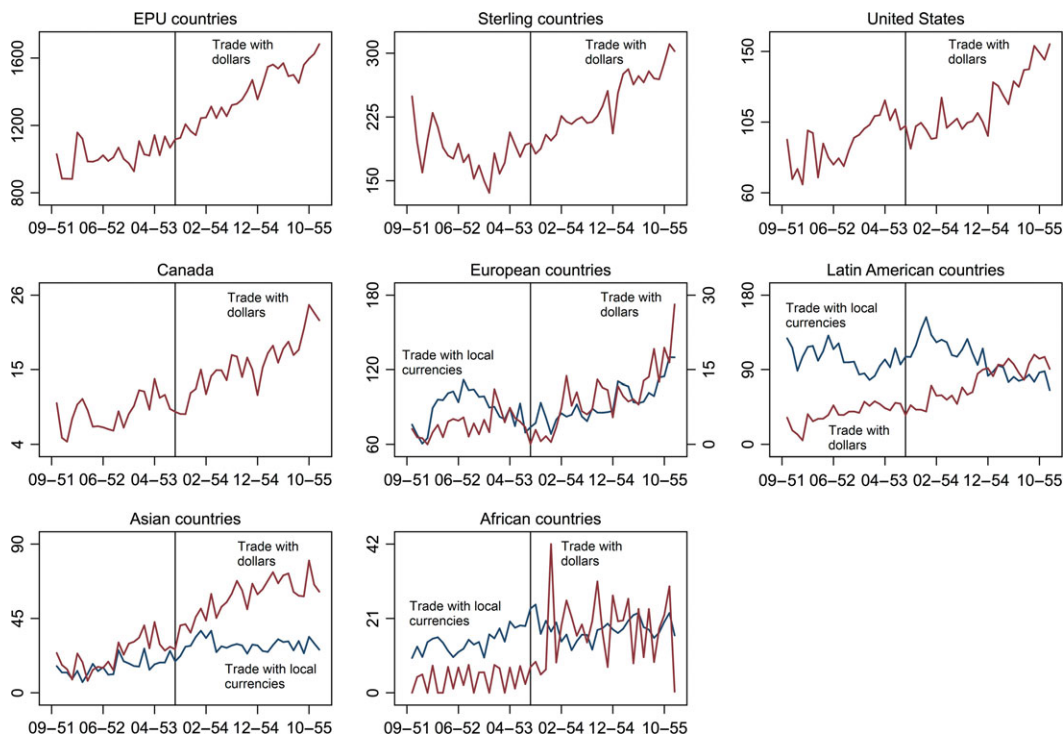 EPU countries
Trade with
dollars
1600
1200
800
09–51 06–52 04–53 02–54 12–54 10–55
Sterling countries
Trade with
dollars
300
225
150
09–51 06–52 04–53 02–54 12–54 10–55
United States
Trade with
dollars
150
105
60
09–51 06–52 04–53 02–54 12–54 10–55
Canada
Trade with
dollars
26
15
4
09–51 06–52 04–53 02–54 12–54 10–55
European countries
Trade with
dollars
Trade with local
currencies
180
120
60
30
15
0
09–51 06–52 04–53 02–54 12–54 10–55
Latin American countries
Trade with local
currencies
Trade with
dollars
180
90
0
09–51 06–52 04–53 02–54 12–54 10–55
Asian countries
Trade with
dollars
Trade with local
currencies
90
45
0
09–51 06–52 04–53 02–54 12–54 10–55
African countries
Trade with
dollars
Trade with local
currencies
42
21
0
09–51 06–52 04–53 02–54 12–54 10–55